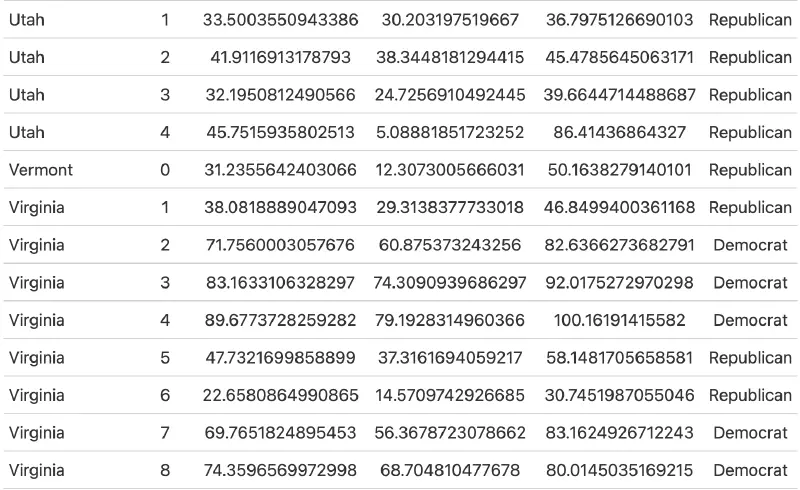 Utah 1 33.5003550943386 30.203197519667 36.7975126690103 Republican
Utah 2 41.9116913178793 38.3448181294415 45.4785645063171 Republican
Utah 3 32.1950812490566 24.7256910492445 39.6644714488687 Republican
Utah 4 45.7515935802513 5.08881851723252 86.41436864327 Republican
Vermont 0 31.2355642403066 12.3073005666031 50.1638279140101 Republican
Virginia 1 38.0818889047093 29.3138377733018 46.8499400361168 Republican
Virginia 2 71.7560003057676 60.875373243256 82.6366273682791 Democrat
Virginia 3 83.1633106328297 74.3090939686297 92.0175272970298 Democrat
Virginia 4 89.6773728259282 79.1928314960366 100.16191415582 Democrat
Virginia 5 47.7321699858899 37.3161694059217 58.1481705658581 Republican
Virginia 6 22.6580864990865 14.5709742926685 30.7451987055046 Republican
Virginia 7 69.7651824895453 56.3678723078662 83.1624926712243 Democrat
Virginia 8 74.3596569972998 68.704810477678 80.0145035169215 Democrat